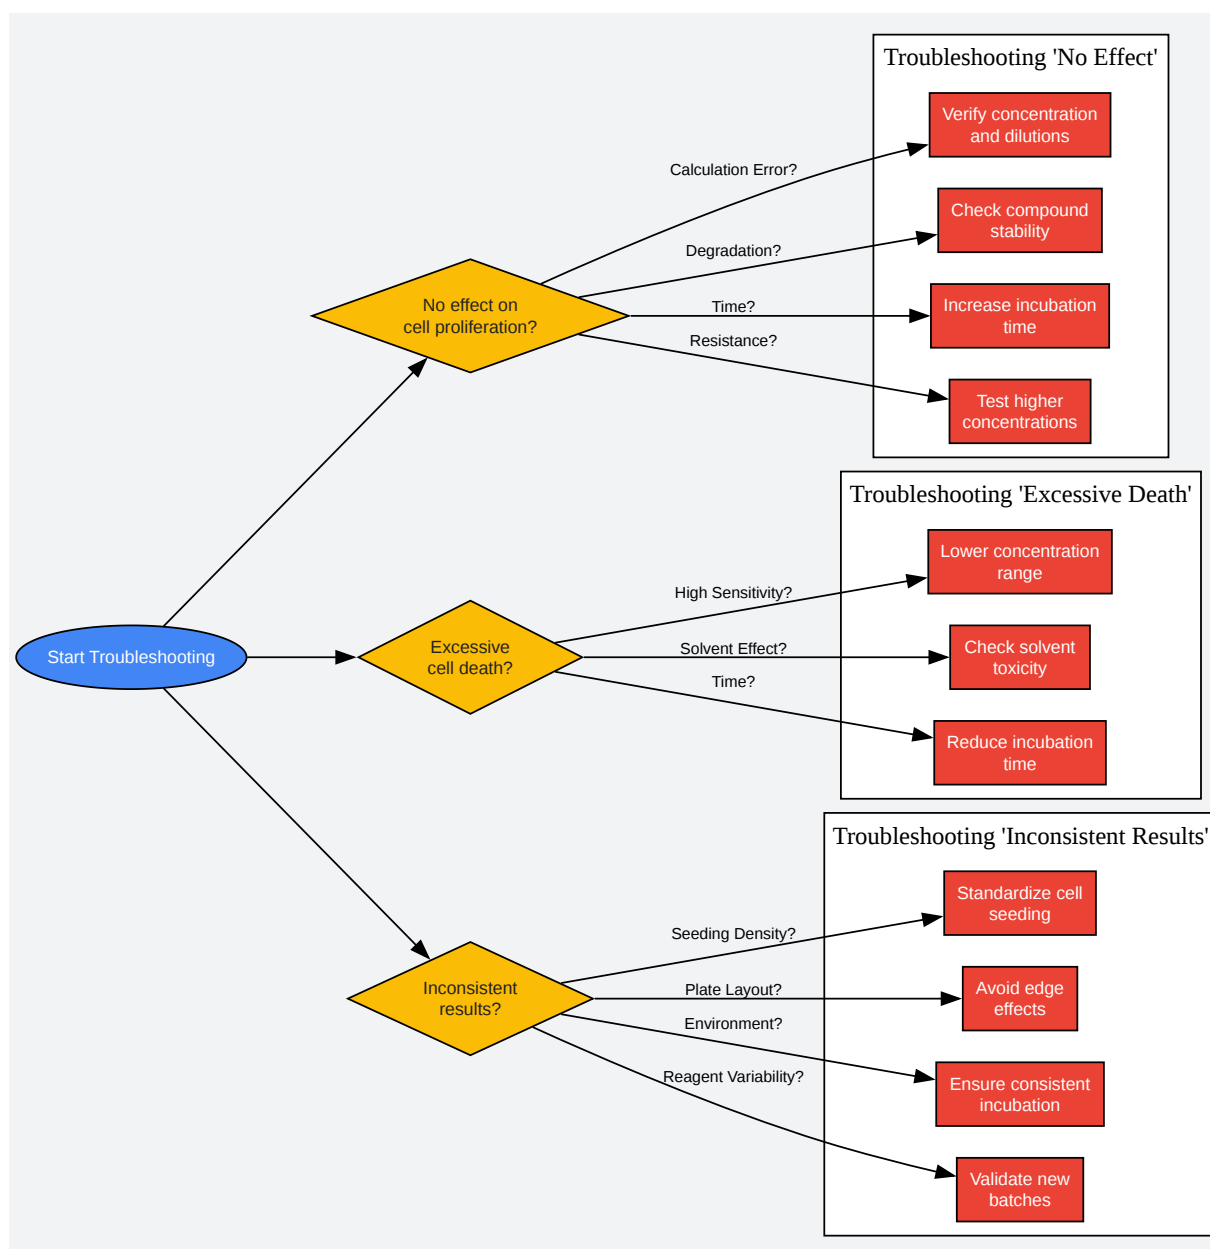 Start Troubleshooting
No effect on
cell proliferation?
Calculation Error?
Degradation?
Time?
Resistance?
Troubleshooting 'No Effect'
Verify concentration
and dilutions
Check compound
stability
Increase incubation
time
Test higher
concentrations
Excessive
cell death?
High Sensitivity?
Solvent Effect?
Time?
Troubleshooting 'Excessive Death'
Lower concentration
range
Check solvent
toxicity
Reduce incubation
time
Inconsistent
results?
Seeding Density?
Plate Layout?
Environment?
Reagent Variability?
Troubleshooting 'Inconsistent Results'
Standardize cell
seeding
Avoid edge
effects
Ensure consistent
incubation
Validate new
batches